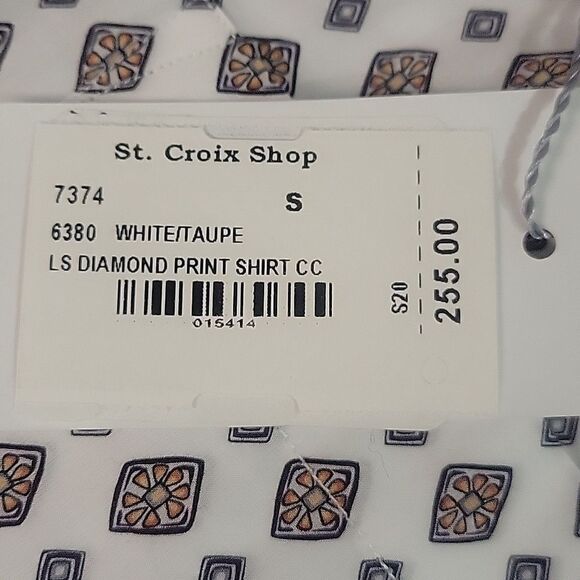 St. Croix Shop
7374 S
6380 WHITE/TAUPE
LS DIAMOND PRINT SHIRT CC
015414
S20
255.00